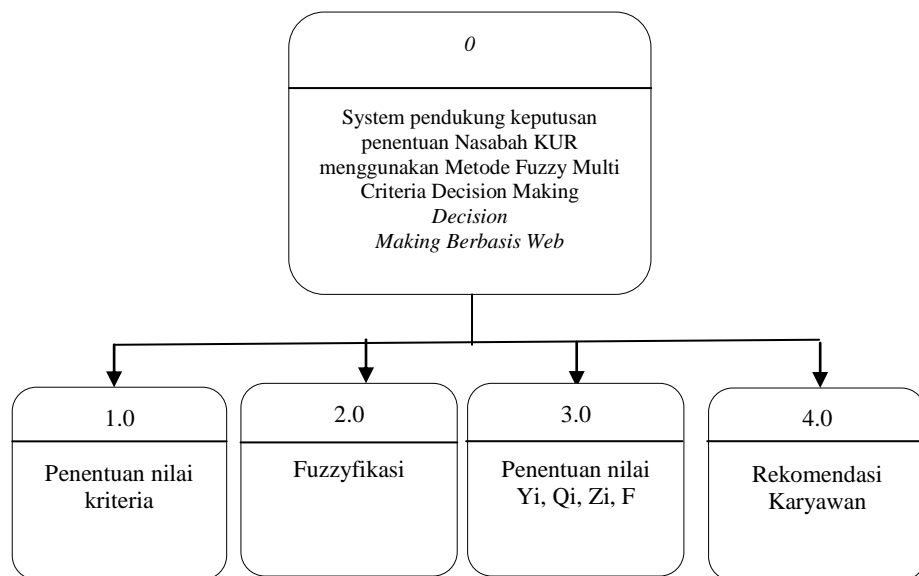 0
System pendukung keputusan
penentuan Nasabah KUR
menggunakan Metode Fuzzy Multi
Criteria Decision Making
Decision
Making Berbasis Web
1.0
Penentuan nilai
kriteria
2.0
Fuzzyfikasi
3.0
Penentuan nilai
Yi, Qi, Zi, F
4.0
Rekomendasi
Karyawan